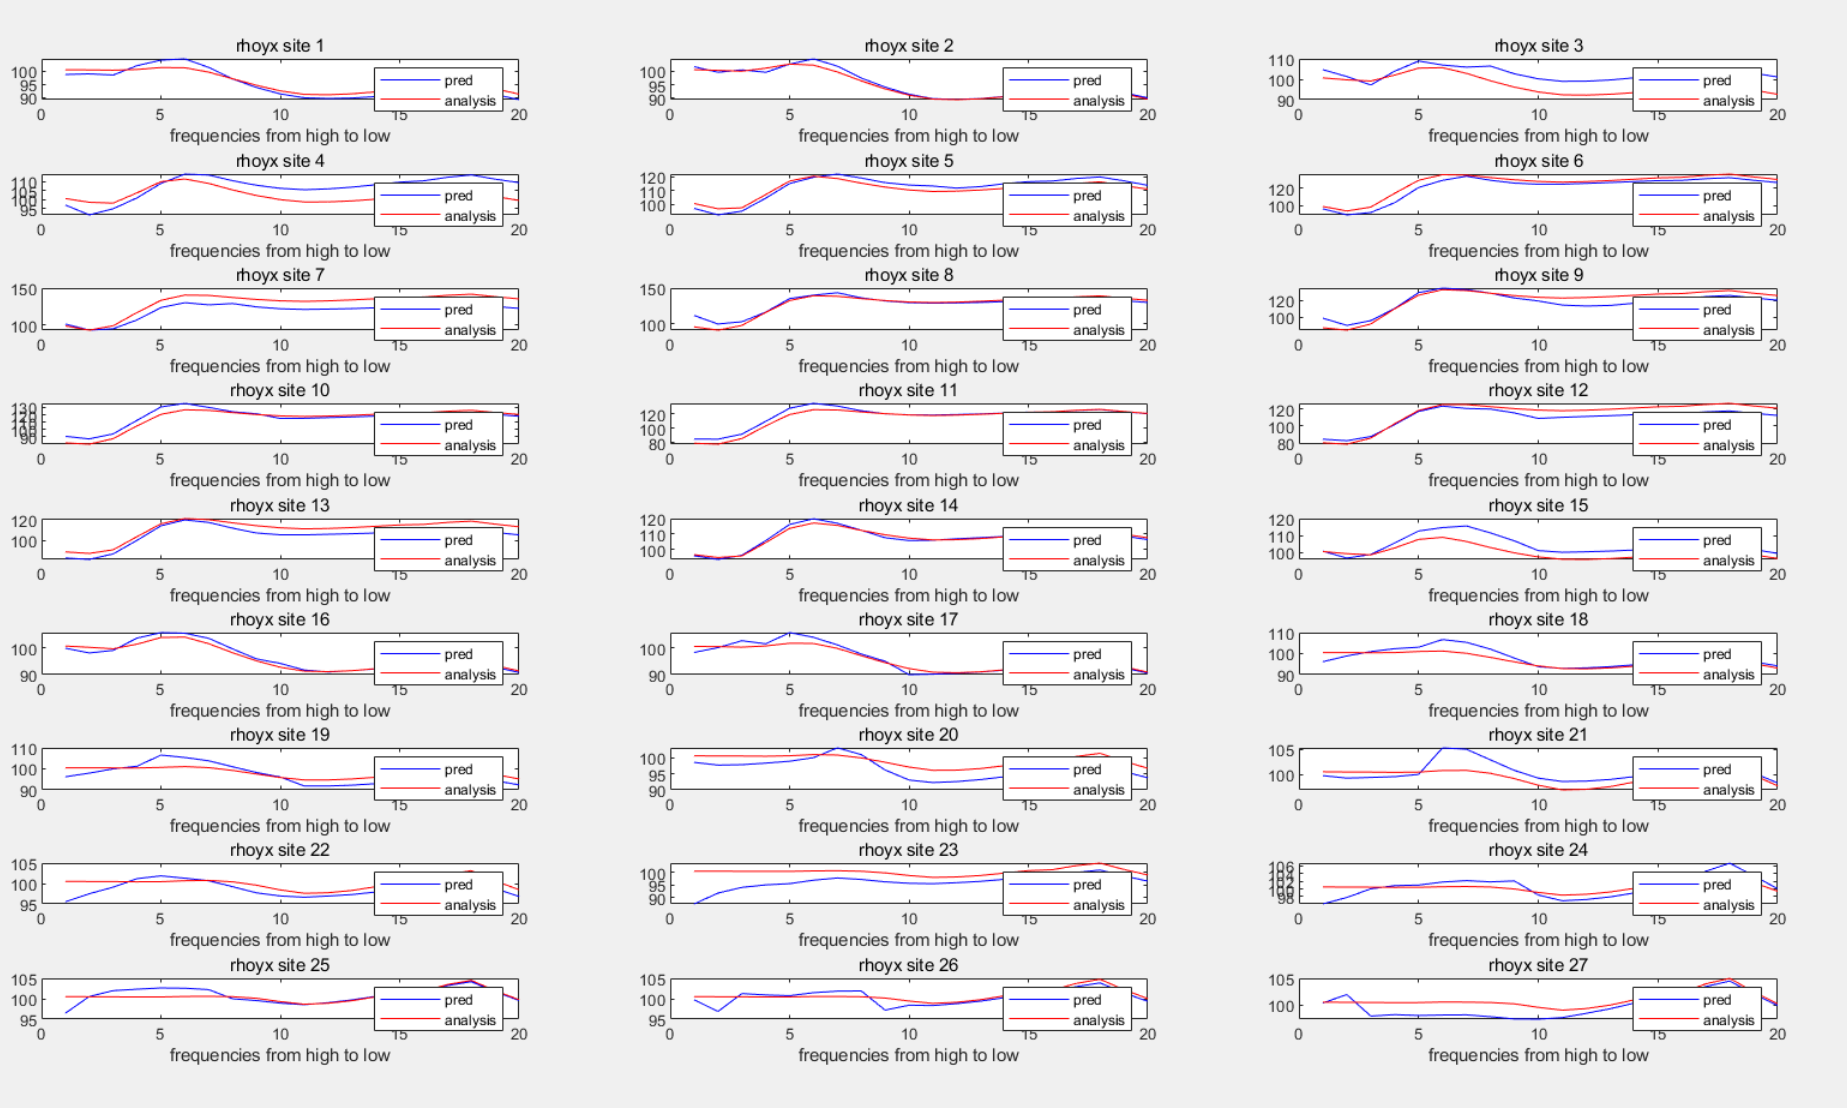 rhoyx site 1
100
95
90
0 5 10 15 20
pred
analysis
frequencies from high to low
rhoyx site 2
100
95
90
0 5 10 15 20
pred
analysis
frequencies from high to low
rhoyx site 3
110
100
90
0 5 10 15 20
pred
analysis
frequencies from high to low
rhoyx site 4
110
105
100
95
0 5 10 15 20
pred
analysis
frequencies from high to low
rhoyx site 5
120
110
100
0 5 10 15 20
pred
analysis
frequencies from high to low
rhoyx site 6
120
100
0 5 10 15 20
pred
analysis
frequencies from high to low
rhoyx site 7
150
100
0 5 10 15 20
pred
analysis
frequencies from high to low
rhoyx site 8
150
100
0 5 10 15 20
pred
analysis
frequencies from high to low
rhoyx site 9
120
100
0 5 10 15 20
pred
analysis
frequencies from high to low
rhoyx site 10
130
90
0 5 10 15 20
pred
analysis
frequencies from high to low
rhoyx site 11
120
100
80
0 5 10 15 20
pred
analysis
frequencies from high to low
rhoyx site 12
120
100
80
0 5 10 15 20
pred
analysis
frequencies from high to low
rhoyx site 13
120
100
0 5 10 15 20
pred
analysis
frequencies from high to low
rhoyx site 14
120
110
100
0 5 10 15 20
pred
analysis
frequencies from high to low
rhoyx site 15
120
110
100
0 5 10 15 20
pred
analysis
frequencies from high to low
rhoyx site 16
100
90
0 5 10 15 20
pred
analysis
frequencies from high to low
rhoyx site 17
100
90
0 5 10 15 20
pred
analysis
frequencies from high to low
rhoyx site 18
110
100
90
0 5 10 15 20
pred
analysis
frequencies from high to low
rhoyx site 19
110
100
90
0 5 10 15 20
pred
analysis
frequencies from high to low
rhoyx site 20
100
95
90
0 5 10 15 20
pred
analysis
frequencies from high to low
rhoyx site 21
105
100
0 5 10 15 20
pred
analysis
frequencies from high to low
rhoyx site 22
105
100
95
0 5 10 15 20
pred
analysis
frequencies from high to low
rhoyx site 23
100
95
90
0 5 10 15 20
pred
analysis
frequencies from high to low
rhoyx site 24
106
98
0 5 10 15 20
pred
analysis
frequencies from high to low
rhoyx site 25
105
100
95
0 5 10 15 20
pred
analysis
frequencies from high to low
rhoyx site 26
105
100
95
0 5 10 15 20
pred
analysis
frequencies from high to low
rhoyx site 27
105
100
0 5 10 15 20
pred
analysis
frequencies from high to low